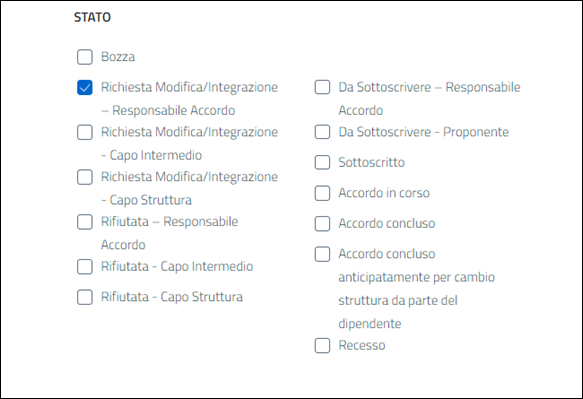 STATO
Bozza
Richiesta Modifica/Integrazione
– Responsabile Accordo
Richiesta Modifica/Integrazione
- Capo Intermedio
Richiesta Modifica/Integrazione
- Capo Struttura
Rifiutata – Responsabile
Accordo
Rifiutata - Capo Intermedio
Rifiutata - Capo Struttura
Da Sottoscrivere – Responsabile
Accordo
Da Sottoscrivere - Proponente
Sottoscritto
Accordo in corso
Accordo concluso
Accordo concluso
anticipatamente per cambio
struttura da parte del
dipendente
Recesso